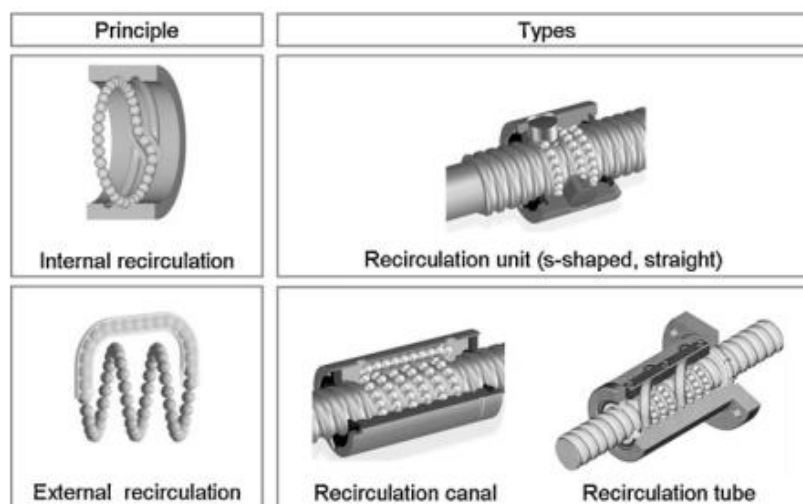 Principle
Types
Internal recirculation
Recirculation unit (s-shaped, straight)
External recirculation
Recirculation canal
Recirculation tube